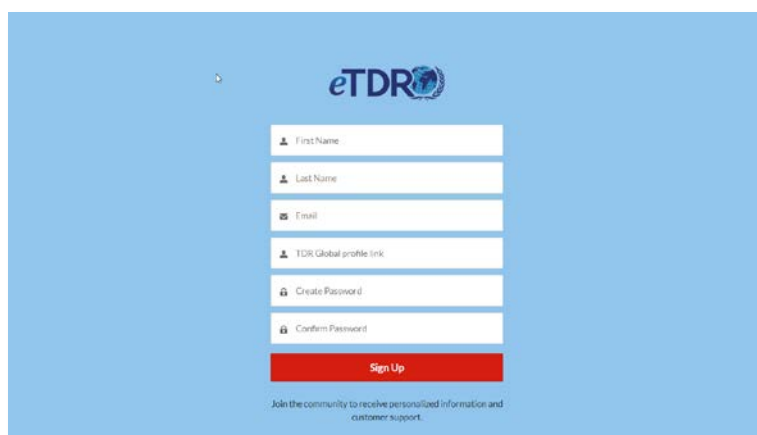 eTDR
First Name
Last Name
Email
TDR Global profile link
Create Password
Confirm Password
Sign Up
Join the community to receive personalized information and
customer support.